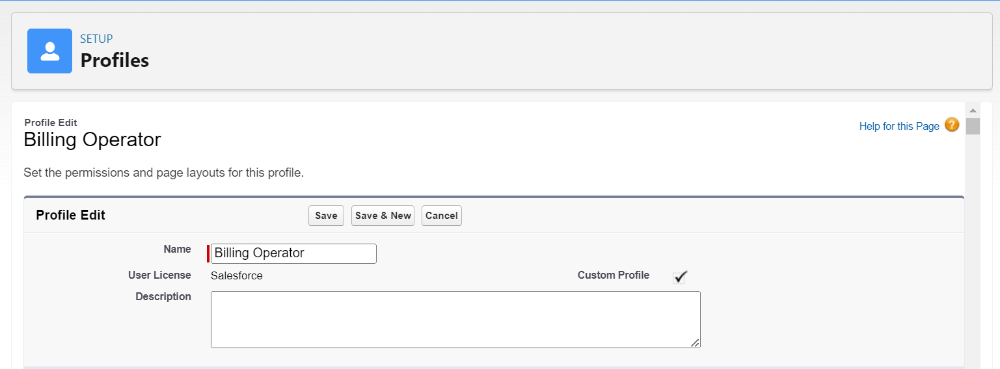 SETUP
Profiles
Profile Edit
Help for this Page ?
Billing Operator
Set the permissions and page layouts for this profile.
Profile Edit Save Save & New Cancel
Name Billing Operator
User License Salesforce Custom Profile
Description